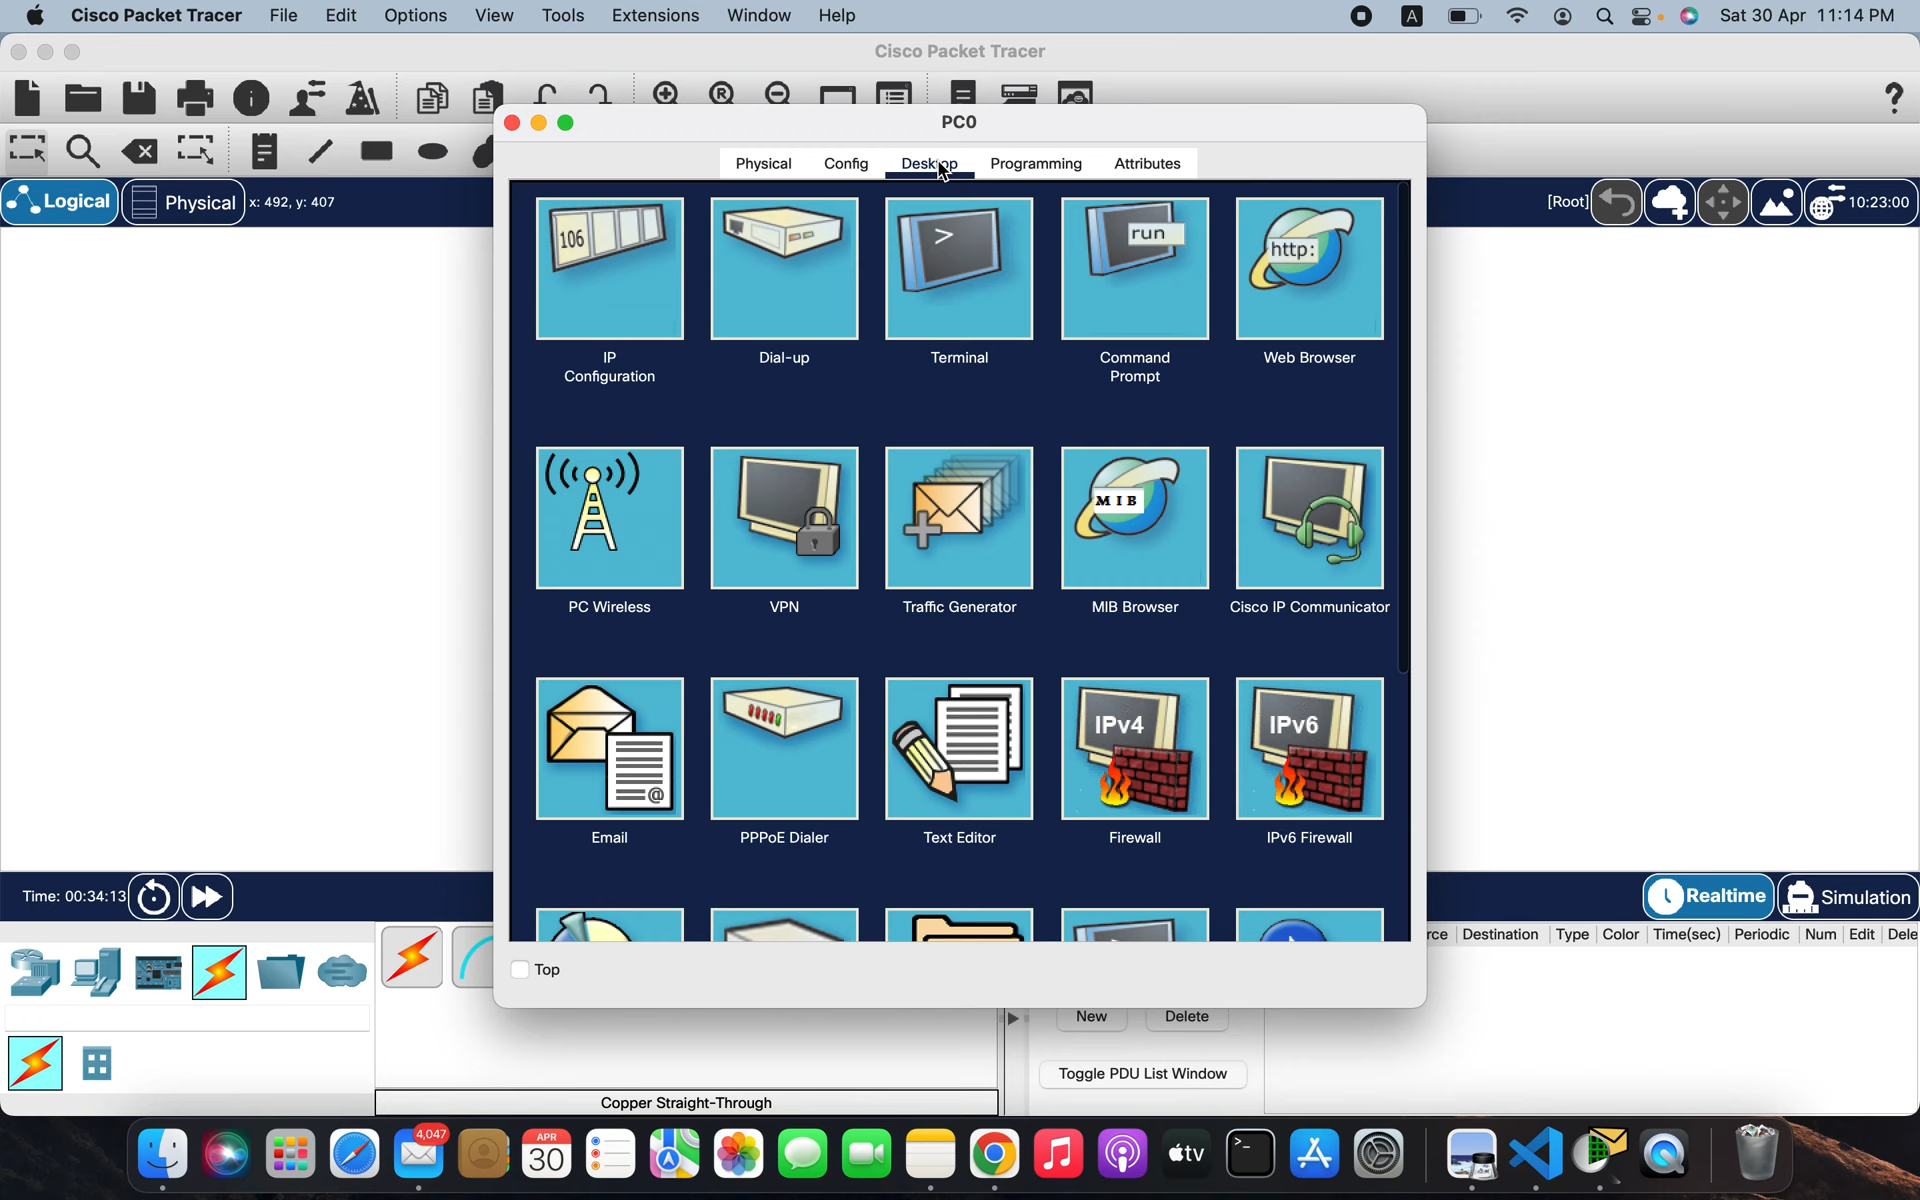 Cisco Packet Tracer File Edit Options View Tools Extensions Window Help A Sat 30 Apr 11:14 PM
Cisco Packet Tracer
R ?
PC0
Physical Config Desktop Programming Attributes
Logical Physical x: 492, y: 407 [Root] 10:23:00
106 > run http:
IP Configuration
Dial-up
Terminal
Command Prompt
Web Browser
MIB
PC Wireless VPN Traffic Generator MIB Browser Cisco IP Communicator
@ IPv4 IPv6
Email PPPoE Dialer Text Editor Firewall IPv6 Firewall
Time: 00:34:13 Realtime Simulation
rce Destination Type Color Time(sec) Periodic Num Edit Dele
Top
New Delete
Toggle PDU List Window
Copper Straight-Through
4,047 APR 30 tv >_